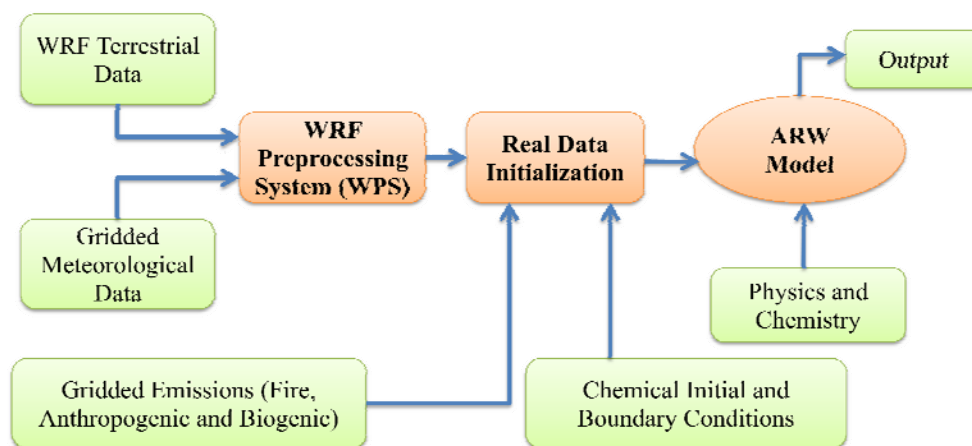 WRF Terrestrial
Data
Output
WRF
Preprocessing
System (WPS)
Real Data
Initialization
ARW
Model
Gridded
Meteorological
Data
Physics and
Chemistry
Gridded Emissions (Fire,
Anthropogenic and Biogenic)
Chemical Initial and
Boundary Conditions